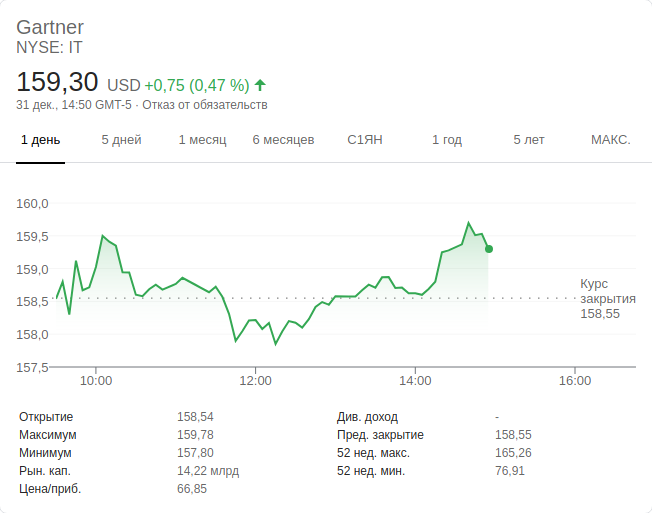 Gartner
NYSE: IT
159,30 USD +0,75 (0,47 %)
31 дек., 14:50 GMT-5 · Отказ от обязательств
1 день 5 дней 1 месяц 6 месяцев С1ЯН 1 год 5 лет МАКС.
160,0
159,5
159,0
158,5
158,0
157,5
Курс
закрытия
158,55
10:00 12:00 14:00 16:00
Открытие 158,54 Див. доход -
Максимум 159,78 Пред. закрытие 158,55
Минимум 157,80 52 нед. макс. 165,26
Рын. кап. 14,22 млрд 52 нед. мин. 76,91
Цена/приб. 66,85